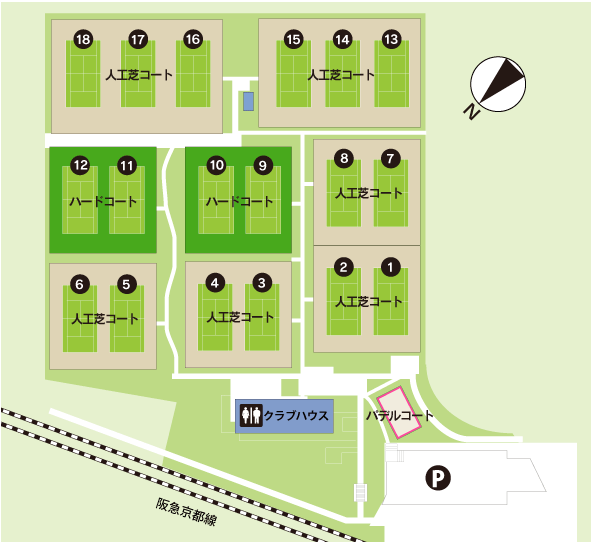 18 17 16
人工芝コート
15 14 13
人工芝コート
N
12 11
ハードコート
10 9
ハードコート
8 7
人工芝コート
6 5
人工芝コート
4 3
人工芝コート
2 1
人工芝コート
クラブハウス
パデルコート
P
阪急京都線